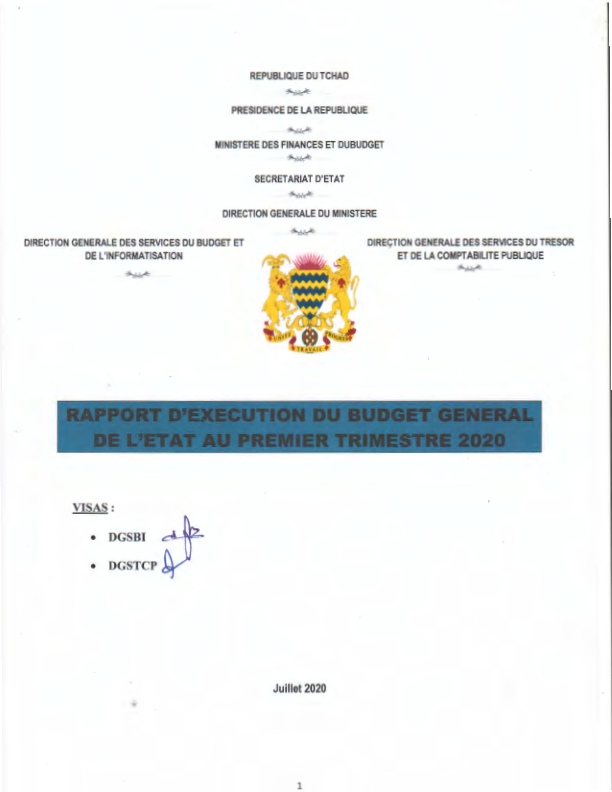 REPUBLIQUE DU TCHAD
PRESIDENCE DE LA REPUBLIQUE
MINISTERE DES FINANCES ET DUBUDGET
SECRETARIAT D'ETAT
DIRECTION GENERALE DU MINISTERE
DIRECTION GENERALE DES SERVICES DU BUDGET ET
DE L'INFORMATISATION
DIRECTION GENERALE DES SERVICES DU TRESOR
ET DE LA COMPTABILITE PUBLIQUE
UNITE TRAVAIL PROGRES
RAPPORT D'EXECUTION DU BUDGET GENERAL
DE L'ETAT AU PREMIER TRIMESTRE 2020
VISAS :
• DGSBI
• DGSTCP
Juillet 2020
1